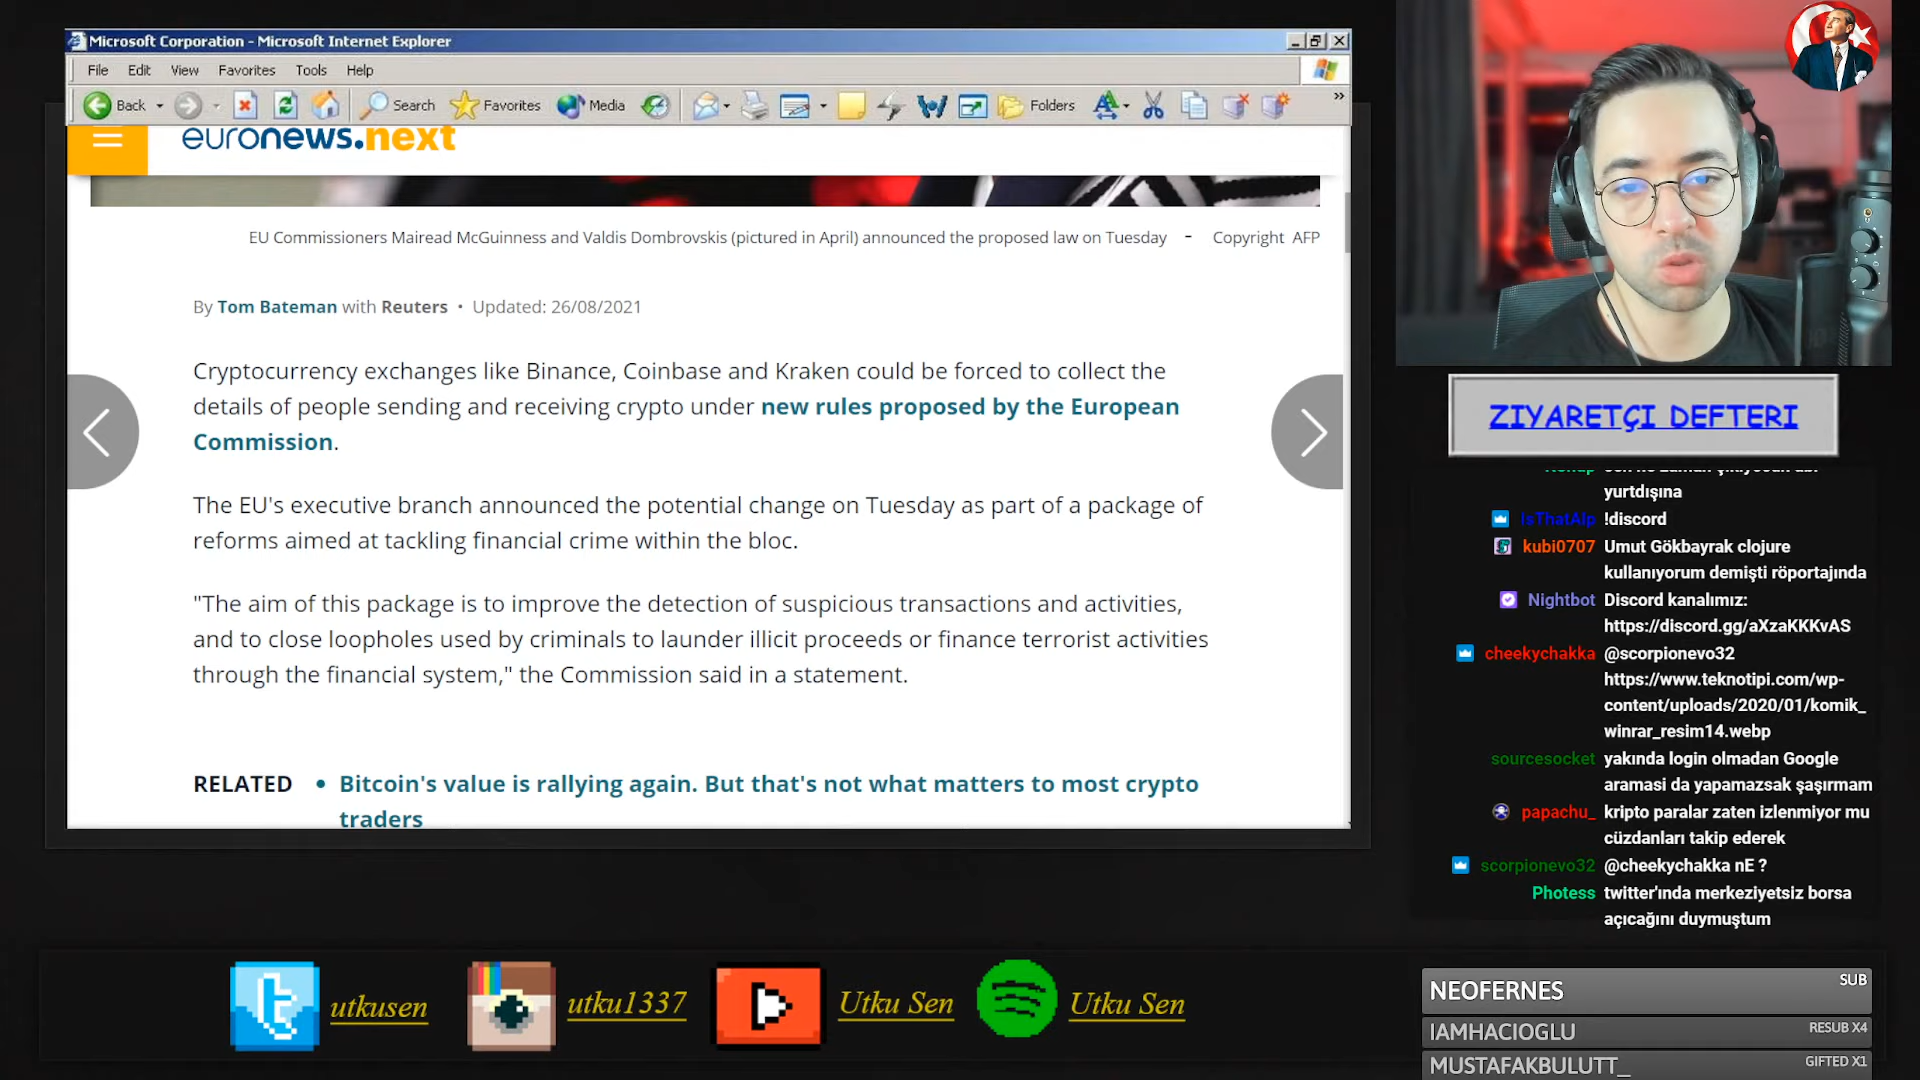 Microsoft Corporation - Microsoft Internet Explorer
File Edit View Favorites Tools Help
Back Search Favorites Media Folders »
euronews.next
EU Commissioners Mairead McGuinness and Valdis Dombrovskis (pictured in April) announced the proposed law on Tuesday - Copyright AFP
By Tom Bateman with Reuters • Updated: 26/08/2021
Cryptocurrency exchanges like Binance, Coinbase and Kraken could be forced to collect the
details of people sending and receiving crypto under new rules proposed by the European
Commission.
The EU's executive branch announced the potential change on Tuesday as part of a package of
reforms aimed at tackling financial crime within the bloc.
"The aim of this package is to improve the detection of suspicious transactions and activities,
and to close loopholes used by criminals to launder illicit proceeds or finance terrorist activities
through the financial system," the Commission said in a statement.
RELATED • Bitcoin's value is rallying again. But that's not what matters to most crypto
traders
ZIYARETÇI DEFTERI
yurtdışına
IsThatAlp !discord
kubi0707 Umut Gökbayrak clojure
kullanıyorum demişti röportajında
Nightbot Discord kanalımız:
https://discord.gg/aXzaKKKvAS
cheekychakka @scorpionevo32
https://www.teknotipi.com/wp-
content/uploads/2020/01/komik_
winrar_resim14.webp
sourcesocket yakında login olmadan Google
aramasi da yapamazsak şaşırmam
papachu_ kripto paralar zaten izlenmiyor mu
cüzdanları takip ederek
scorpionevo32 @cheekychakka nE ?
Photess twitter'ında merkeziyetsiz borsa
açıcağını duymuştum
utkusen utku1337 Utku Sen Utku Sen
NEOFERNES SUB
IAMHACIOGLU RESUB X4
MUSTAFAKBULUTT_ GIFTED X1